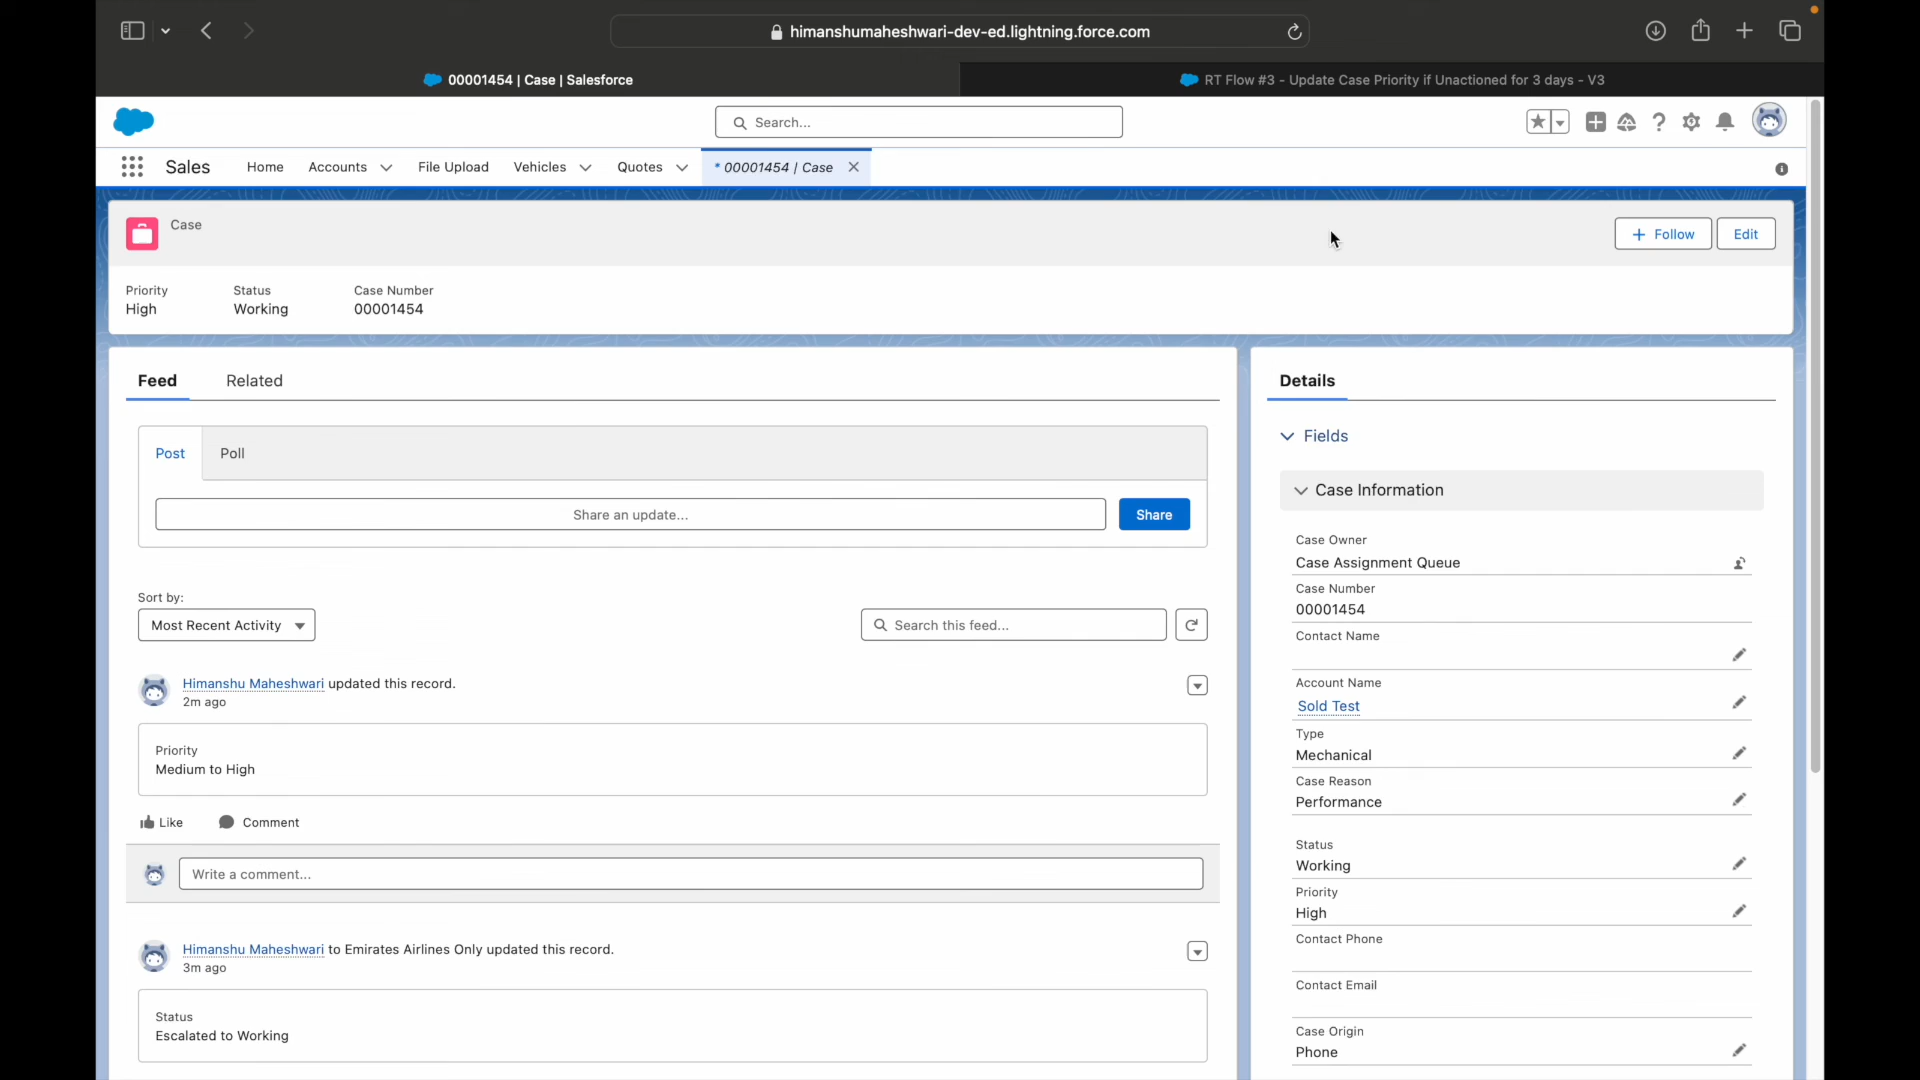 himanshumaheshwari-dev-ed.lightning.force.com
00001454 | Case | Salesforce
RT Flow #3 - Update Case Priority if Unactioned for 3 days - V3
Search...
Sales
Home
Accounts
File Upload
Vehicles
Quotes
* 00001454 | Case
Case
Follow
Edit
Priority
High
Status
Working
Case Number
00001454
Feed
Related
Post
Poll
Share an update...
Share
Sort by:
Most Recent Activity
Search this feed...
Himanshu Maheshwari updated this record.
2m ago
Priority
Medium to High
Like
Comment
Write a comment...
Himanshu Maheshwari to Emirates Airlines Only updated this record.
3m ago
Status
Escalated to Working
Details
Fields
Case Information
Case Owner
Case Assignment Queue
Case Number
00001454
Contact Name
Account Name
Sold Test
Type
Mechanical
Case Reason
Performance
Status
Working
Priority
High
Contact Phone
Contact Email
Case Origin
Phone